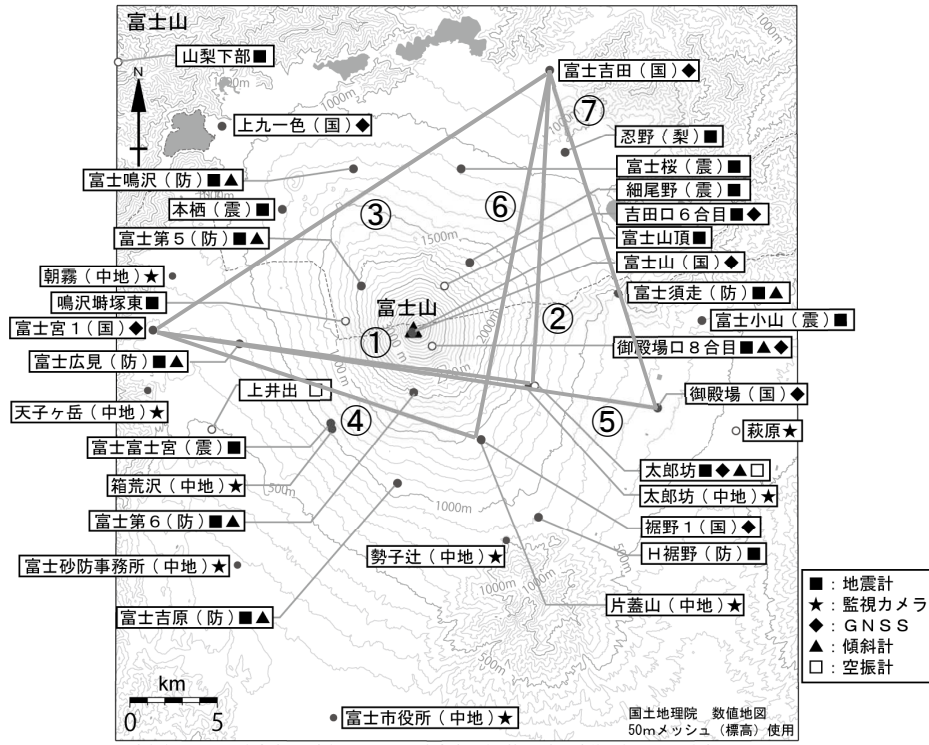 富士山
1000m
山梨下部■
N
1000m
富士吉田（国）◆
⑦
上九一色（国）◆
1000m
忍野（梨）■
富士鳴沢（防）■▲
富士桜（震）■
細尾野（震）■
本栖（震）■
③
⑥
吉田口６合目■◆
富士第５（防）■▲
1500m
富士山頂■
富士山（国）◆
朝霧（中地）★
鳴沢塒塚東■
富士山
2000m
富士須走（防）■▲
富士宮１（国）◆
①
②
富士小山（震）■
富士広見（防）■▲
御殿場口８合目■▲◆
天子ヶ岳（中地）★
上井出 □
御殿場（国）◆
④
⑤
萩原★
富士富士宮（震）■
太郎坊■◆▲□
箱荒沢（中地）★
500m
太郎坊（中地）★
1000m
富士第６（防）■▲
裾野１（国）◆
勢子辻（中地）★
Ｈ裾野（防）■
500m
富士砂防事務所（中地）★
1000m
1000m
富士吉原（防）■▲
片蓋山（中地）★
■：地震計
★：監視カメラ
◆：ＧＮＳＳ
▲：傾斜計
□：空振計
500m
km
0 5
富士市役所（中地）★
国土地理院 数値地図
50mメッシュ（標高）使用